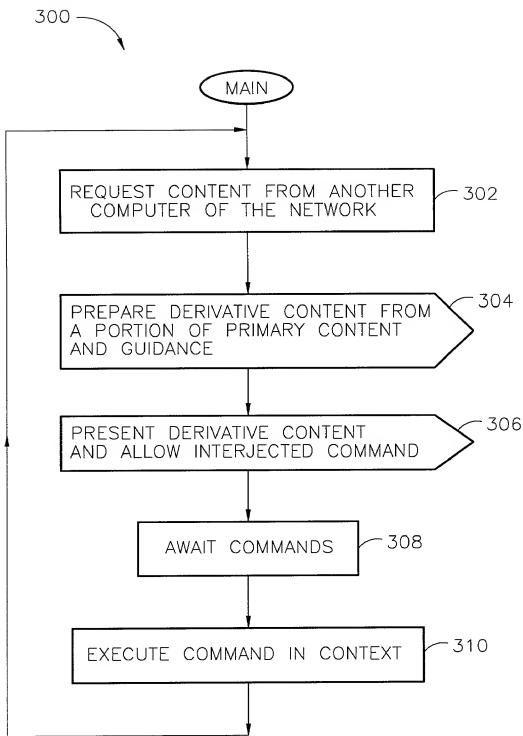 300
MAIN
REQUEST CONTENT FROM ANOTHER
COMPUTER OF THE NETWORK
302
PREPARE DERIVATIVE CONTENT FROM
A PORTION OF PRIMARY CONTENT
AND GUIDANCE
304
PRESENT DERIVATIVE CONTENT
AND ALLOW INTERJECTED COMMAND
306
AWAIT COMMANDS
308
EXECUTE COMMAND IN CONTEXT
310